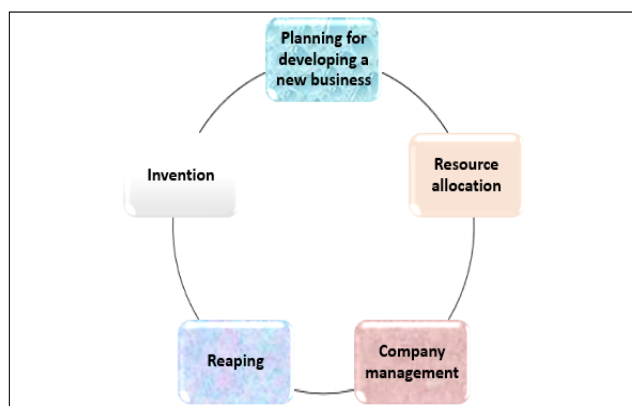 Planning for
developing a
new business
Resource
allocation
Company
management
Reaping
Invention